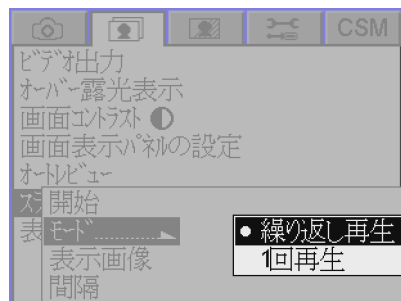 CSM
ビデオ出力
オーバー露光表示
画面コントラスト
画面表示パネルの設定
オートレビュー
ス 開始
表 モード
表示画像
間隔
繰り返し再生
1回再生